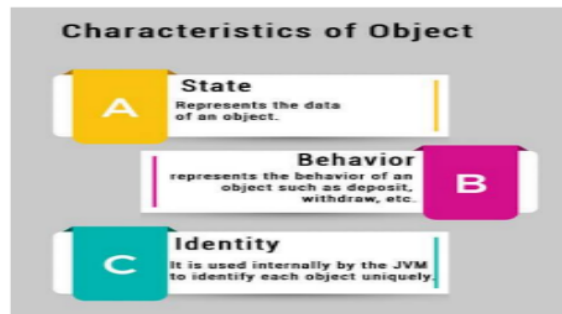 Characteristics of Object
A
State
Represents the data
of an object.
Behavior
represents the behavior of an
object such as deposit,
withdraw, etc.
B
C
Identity
It is used internally by the JVM
to identify each object uniquely.